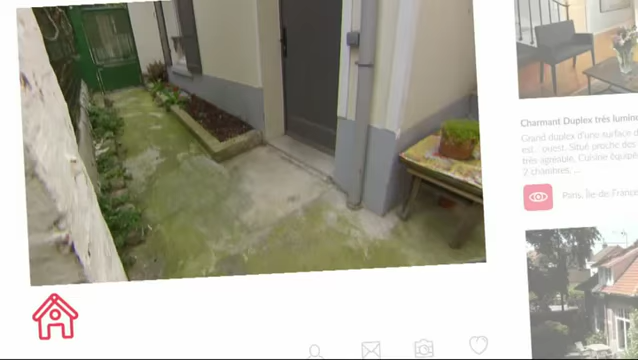 Charmant Duplex très lumin
Grand duplex d'une surface d
est. ouest. Situé proche des
très agréable, Cuisine équipé
2 chambres, ...
Paris, Île-de-France